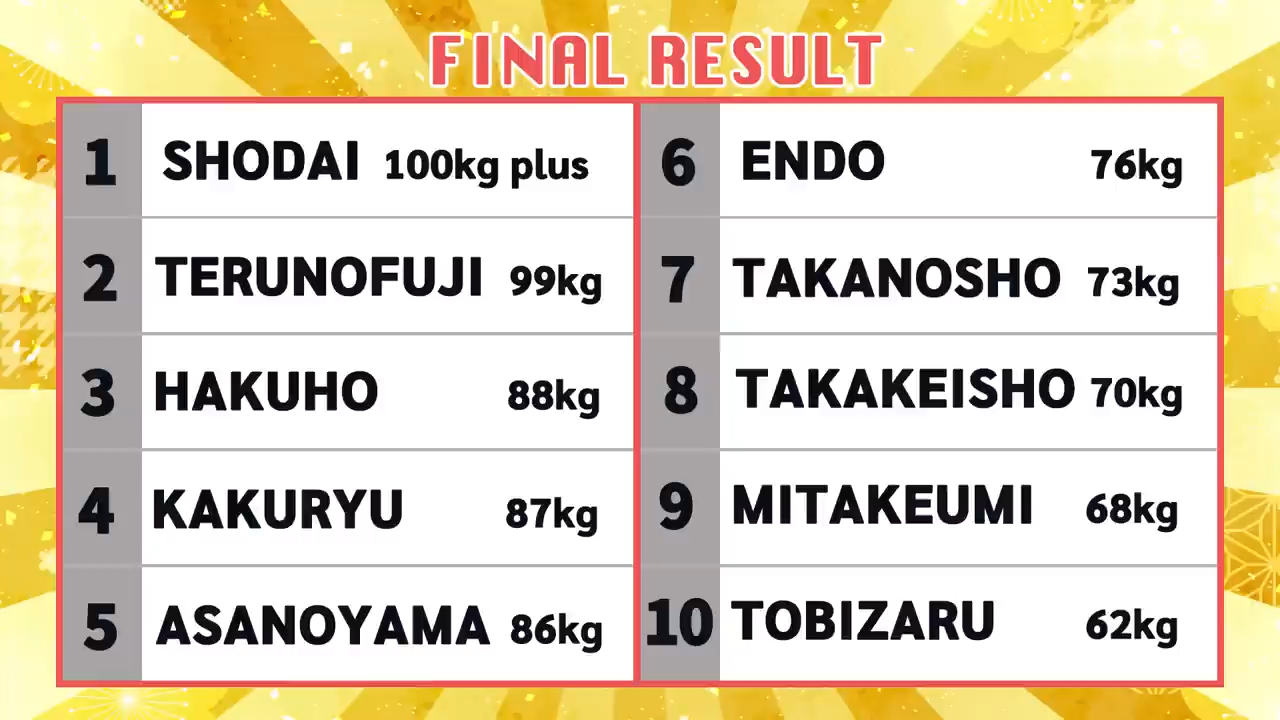 FINAL RESULT
1 SHODAI 100kg plus
2 TERUNOFUJI 99kg
3 HAKUHO 88kg
4 KAKURYU 87kg
5 ASANOYAMA 86kg
6 ENDO 76kg
7 TAKANOSHO 73kg
8 TAKAKEISHO 70kg
9 MITAKEUMI 68kg
10 TOBIZARU 62kg